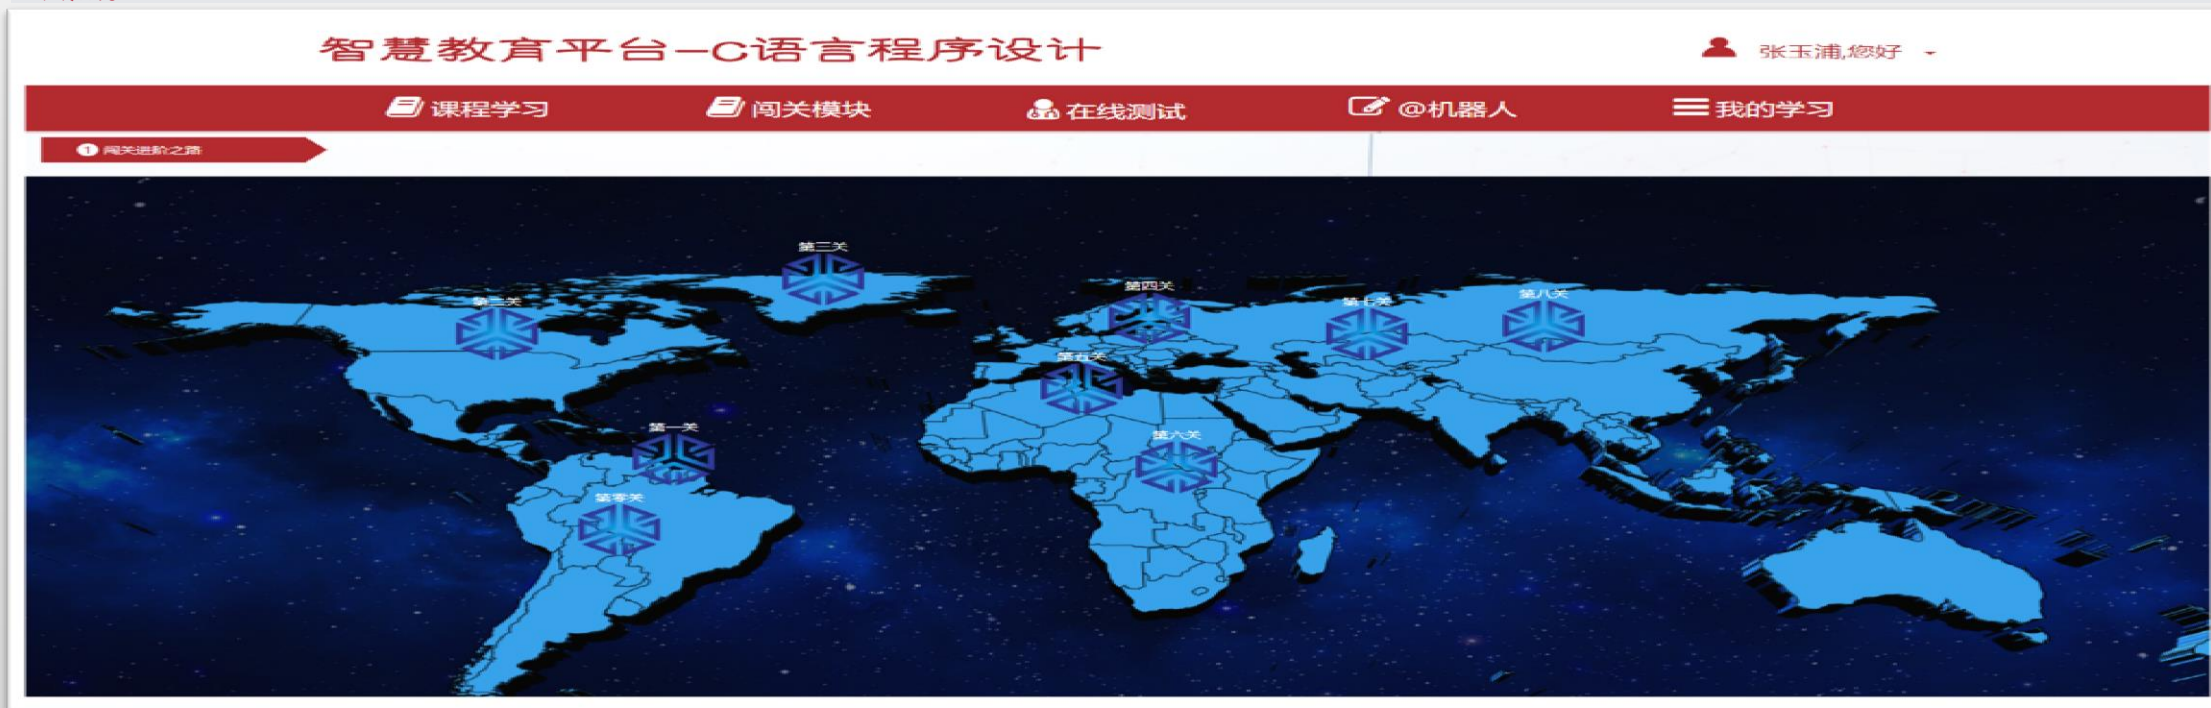 智慧教育平台-C语言程序设计
张玉浦,您好
课程学习 闯关模块 在线测试 @机器人 我的学习
1 闯关进阶之路
第三关
第四关
第八关
第二关
第五关
第一关
第六关
第零关